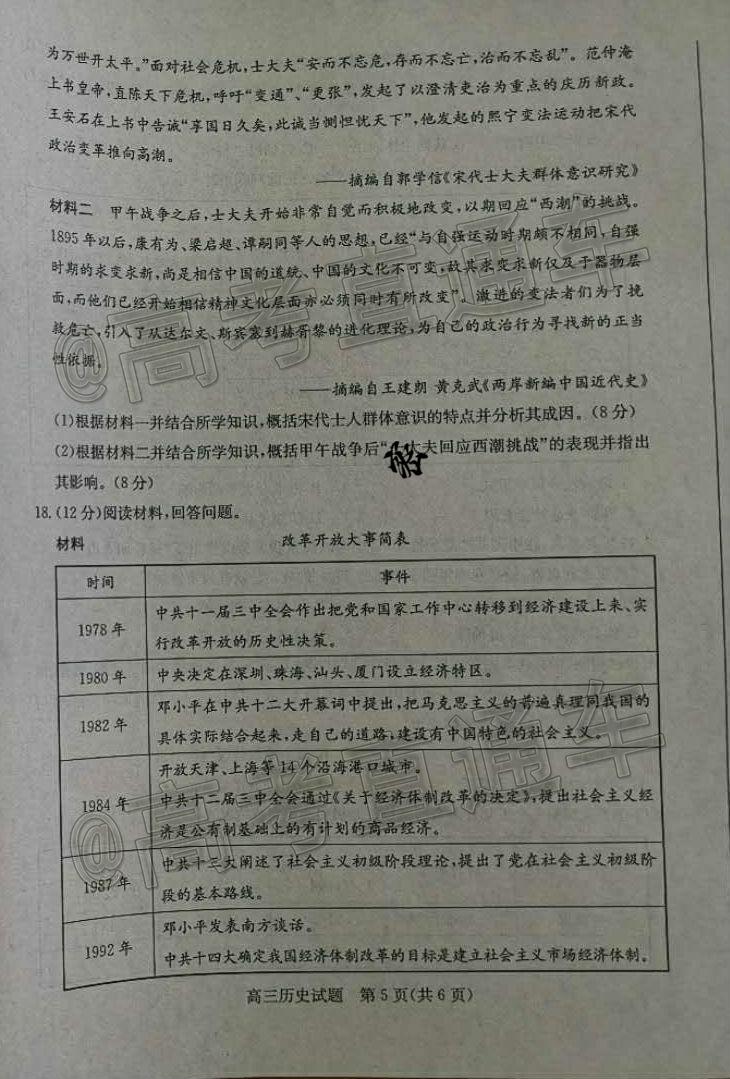 为万世开太平。”面对社会危机,士大夫“安而不忘危,存而不忘亡,治而不忘乱”。范仲淹
上书皇帝,直陈天下危机,呼吁“变通”、“更张”,发起了以澄清吏治为重点的庆历新政。
王安石在上书中告诫“享国日久矣,此诚当恻怛忧天下”,他发起的熙宁变法运动把宋代
政治变革推向高潮。
——摘编自郭学信《宋代士大夫群体意识研究》
材料二 甲午战争之后,士大夫开始非常自觉而积极地改变,以期回应“西潮”的挑战。
1895年以后,康有为、梁启超、谭嗣同等人的思想,已经“与自强运动时期颇不相同,自强
时期的求变求新,尚是相信中国的道统、中国的文化不可变,故其求变求新仅及于器物层
面,而他们已经开始相信精神文化层面亦必须同时有所改变”。激进的变法者们为了挽
救危亡,引入了从达尔文、斯宾塞到赫胥黎的进化理论,为自己的政治行为寻找新的正当
性依据。
——摘编自王建朗 黄克武《两岸新编中国近代史》
(1)根据材料一并结合所学知识,概括宋代士人群体意识的特点并分析其成因。(8分)
(2)根据材料二并结合所学知识,概括甲午战争后“大夫回应西潮挑战”的表现并指出
其影响。(8分)
18.(12分)阅读材料,回答问题。
材料 改革开放大事简表
时间 事件
1978年 中共十一届三中全会作出把党和国家工作中心转移到经济建设上来、实
行改革开放的历史性决策。
1980年 中央决定在深圳、珠海、汕头、厦门设立经济特区。
1982年 邓小平在中共十二大开幕词中提出,把马克思主义的普遍真理同我国的
具体实际结合起来,走自己的道路,建设有中国特色的社会主义。
1984年 开放天津、上海等14个沿海港口城市。
中共十二届三中全会通过《关于经济体制改革的决定》,提出社会主义经
济是公有制基础上的有计划的商品经济。
1987年 中共十三大阐述了社会主义初级阶段理论,提出了党在社会主义初级阶
段的基本路线。
1992年 邓小平发表南方谈话。
中共十四大确定我国经济体制改革的目标是建立社会主义市场经济体制。
高三历史试题 第5页(共6页)
@高考直通车
@高考直通车